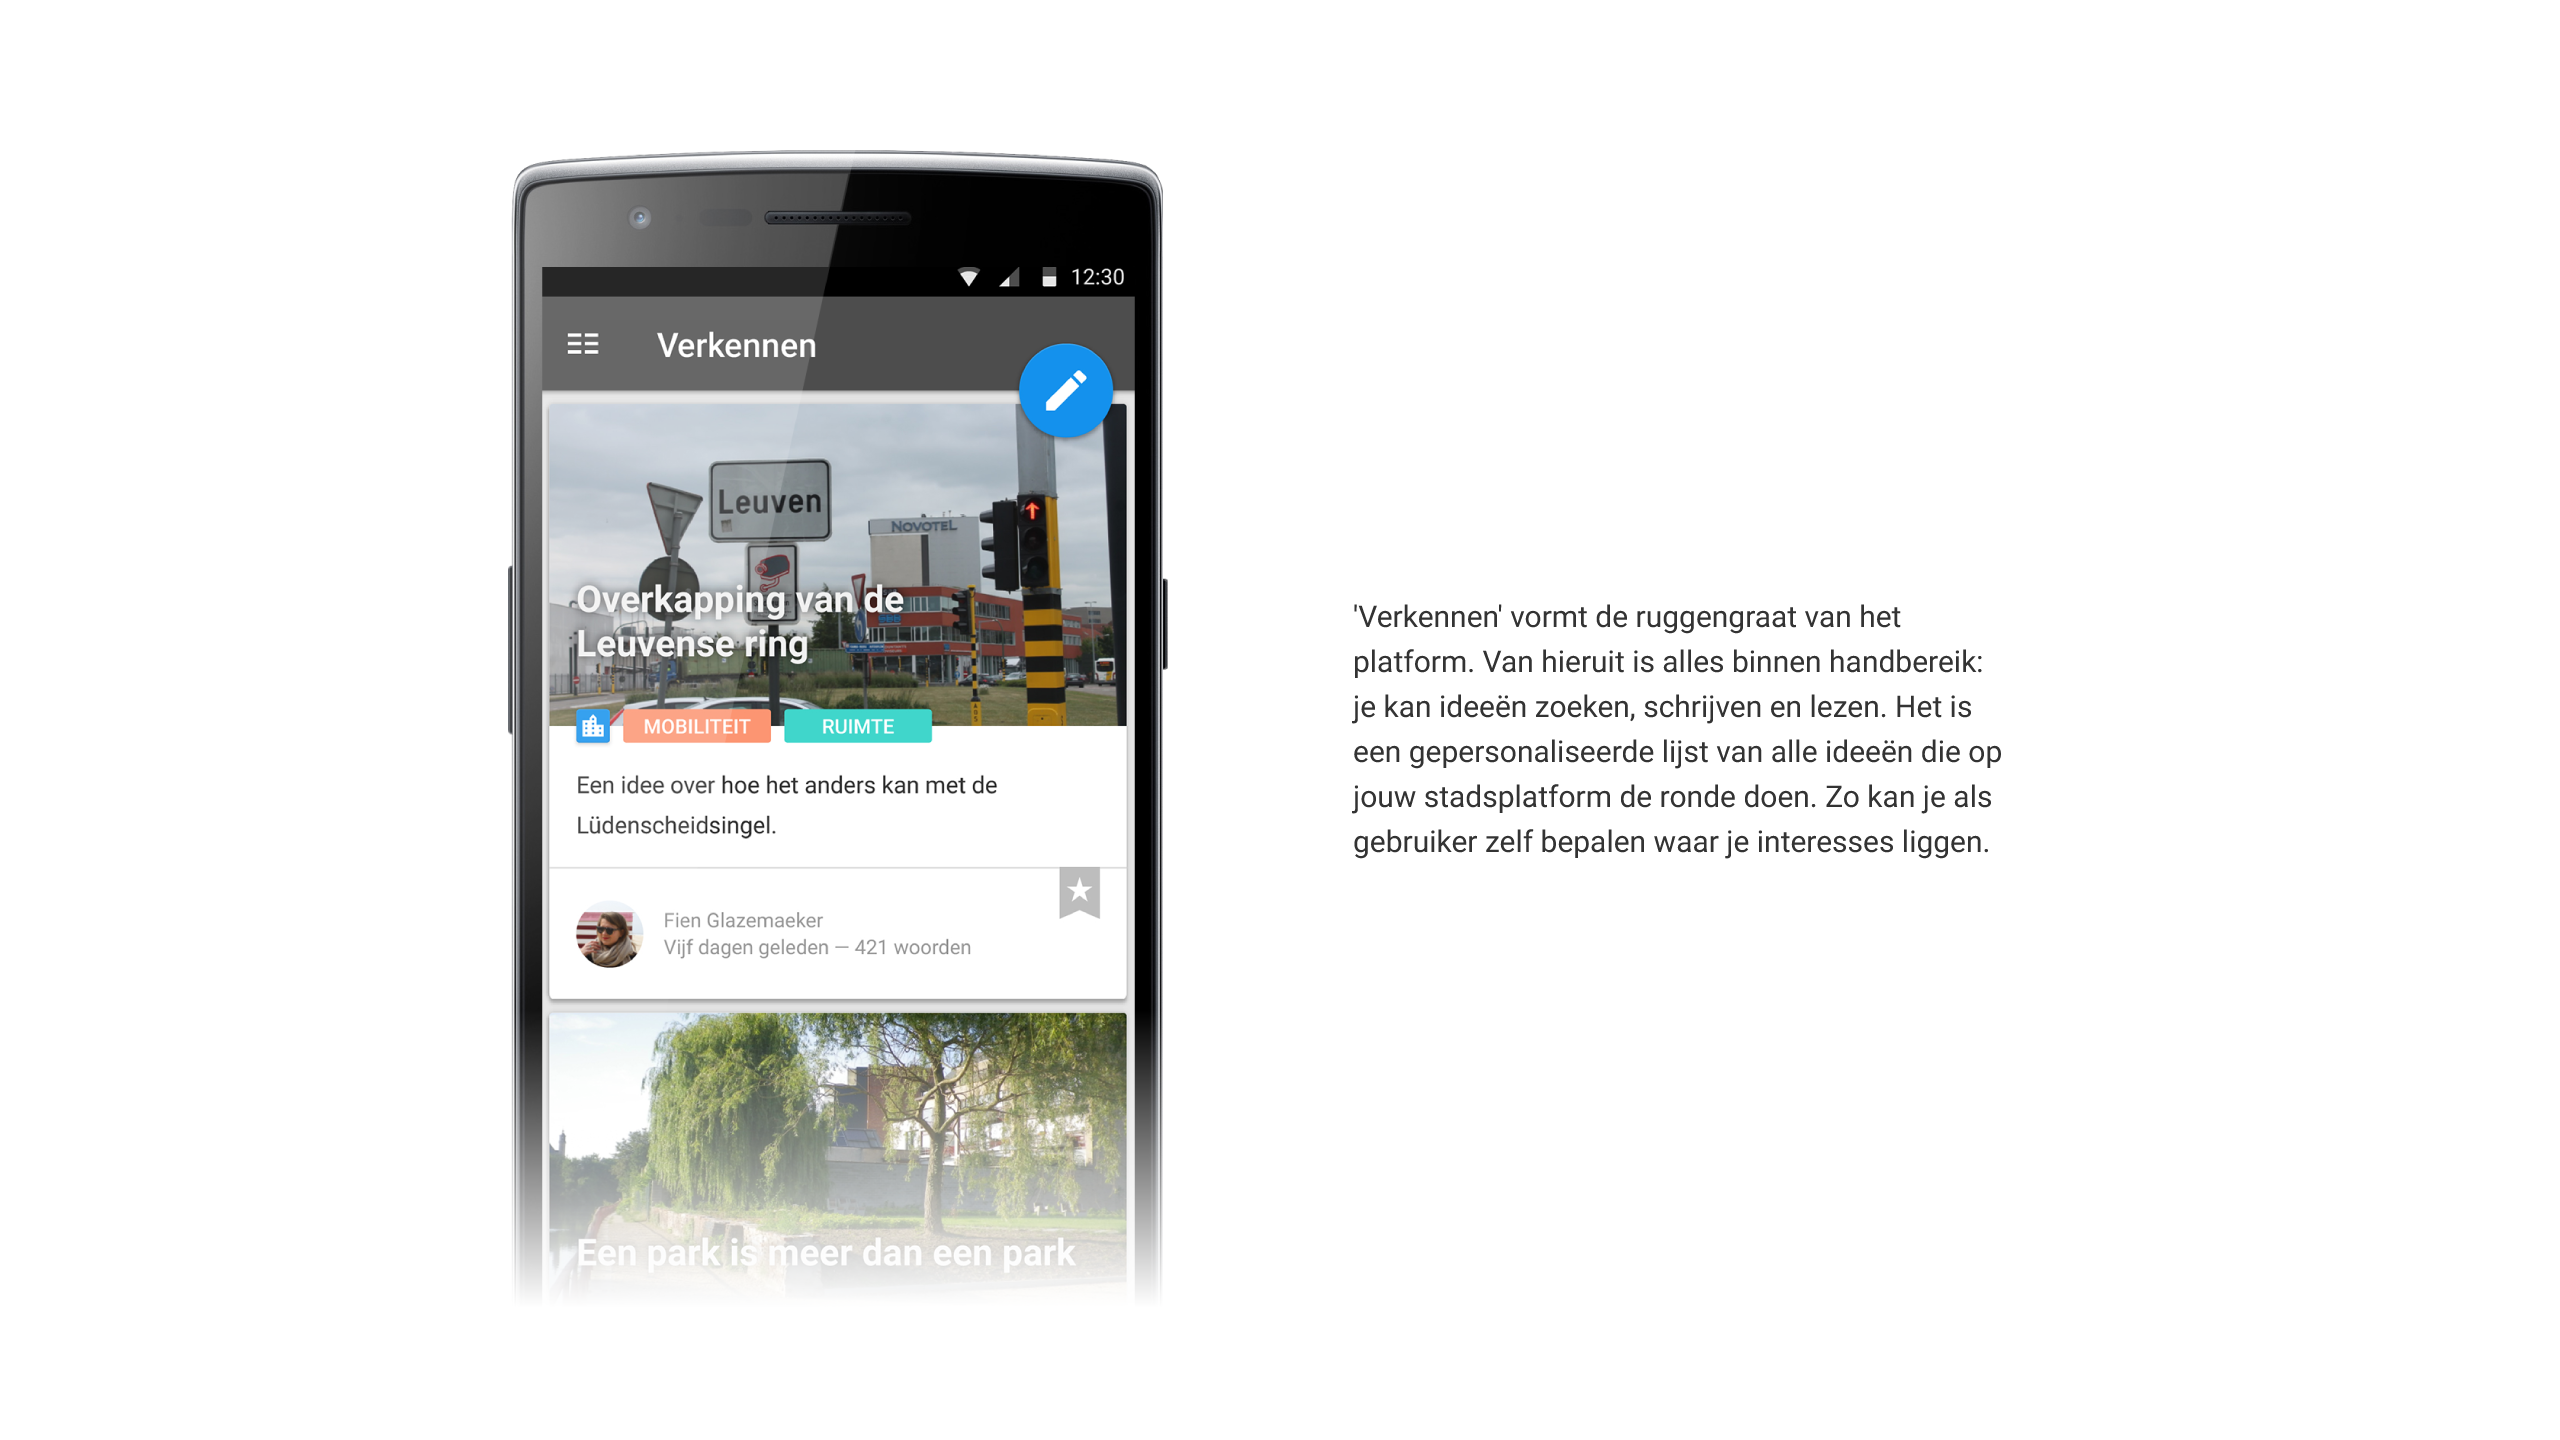 12:30
Verkennen
Leuven
NOVOTEL
Overkapping van de
Leuvense ring
MOBILITEIT
RUIMTE
Een idee over hoe het anders kan met de
Lüdenscheidsingel.
Fien Glazemaeker
Vijf dagen geleden — 421 woorden
Een park is meer dan een park
'Verkennen' vormt de ruggengraat van het
platform. Van hieruit is alles binnen handbereik:
je kan ideeën zoeken, schrijven en lezen. Het is
een gepersonaliseerde lijst van alle ideeën die op
jouw stadsplatform de ronde doen. Zo kan je als
gebruiker zelf bepalen waar je interesses liggen.